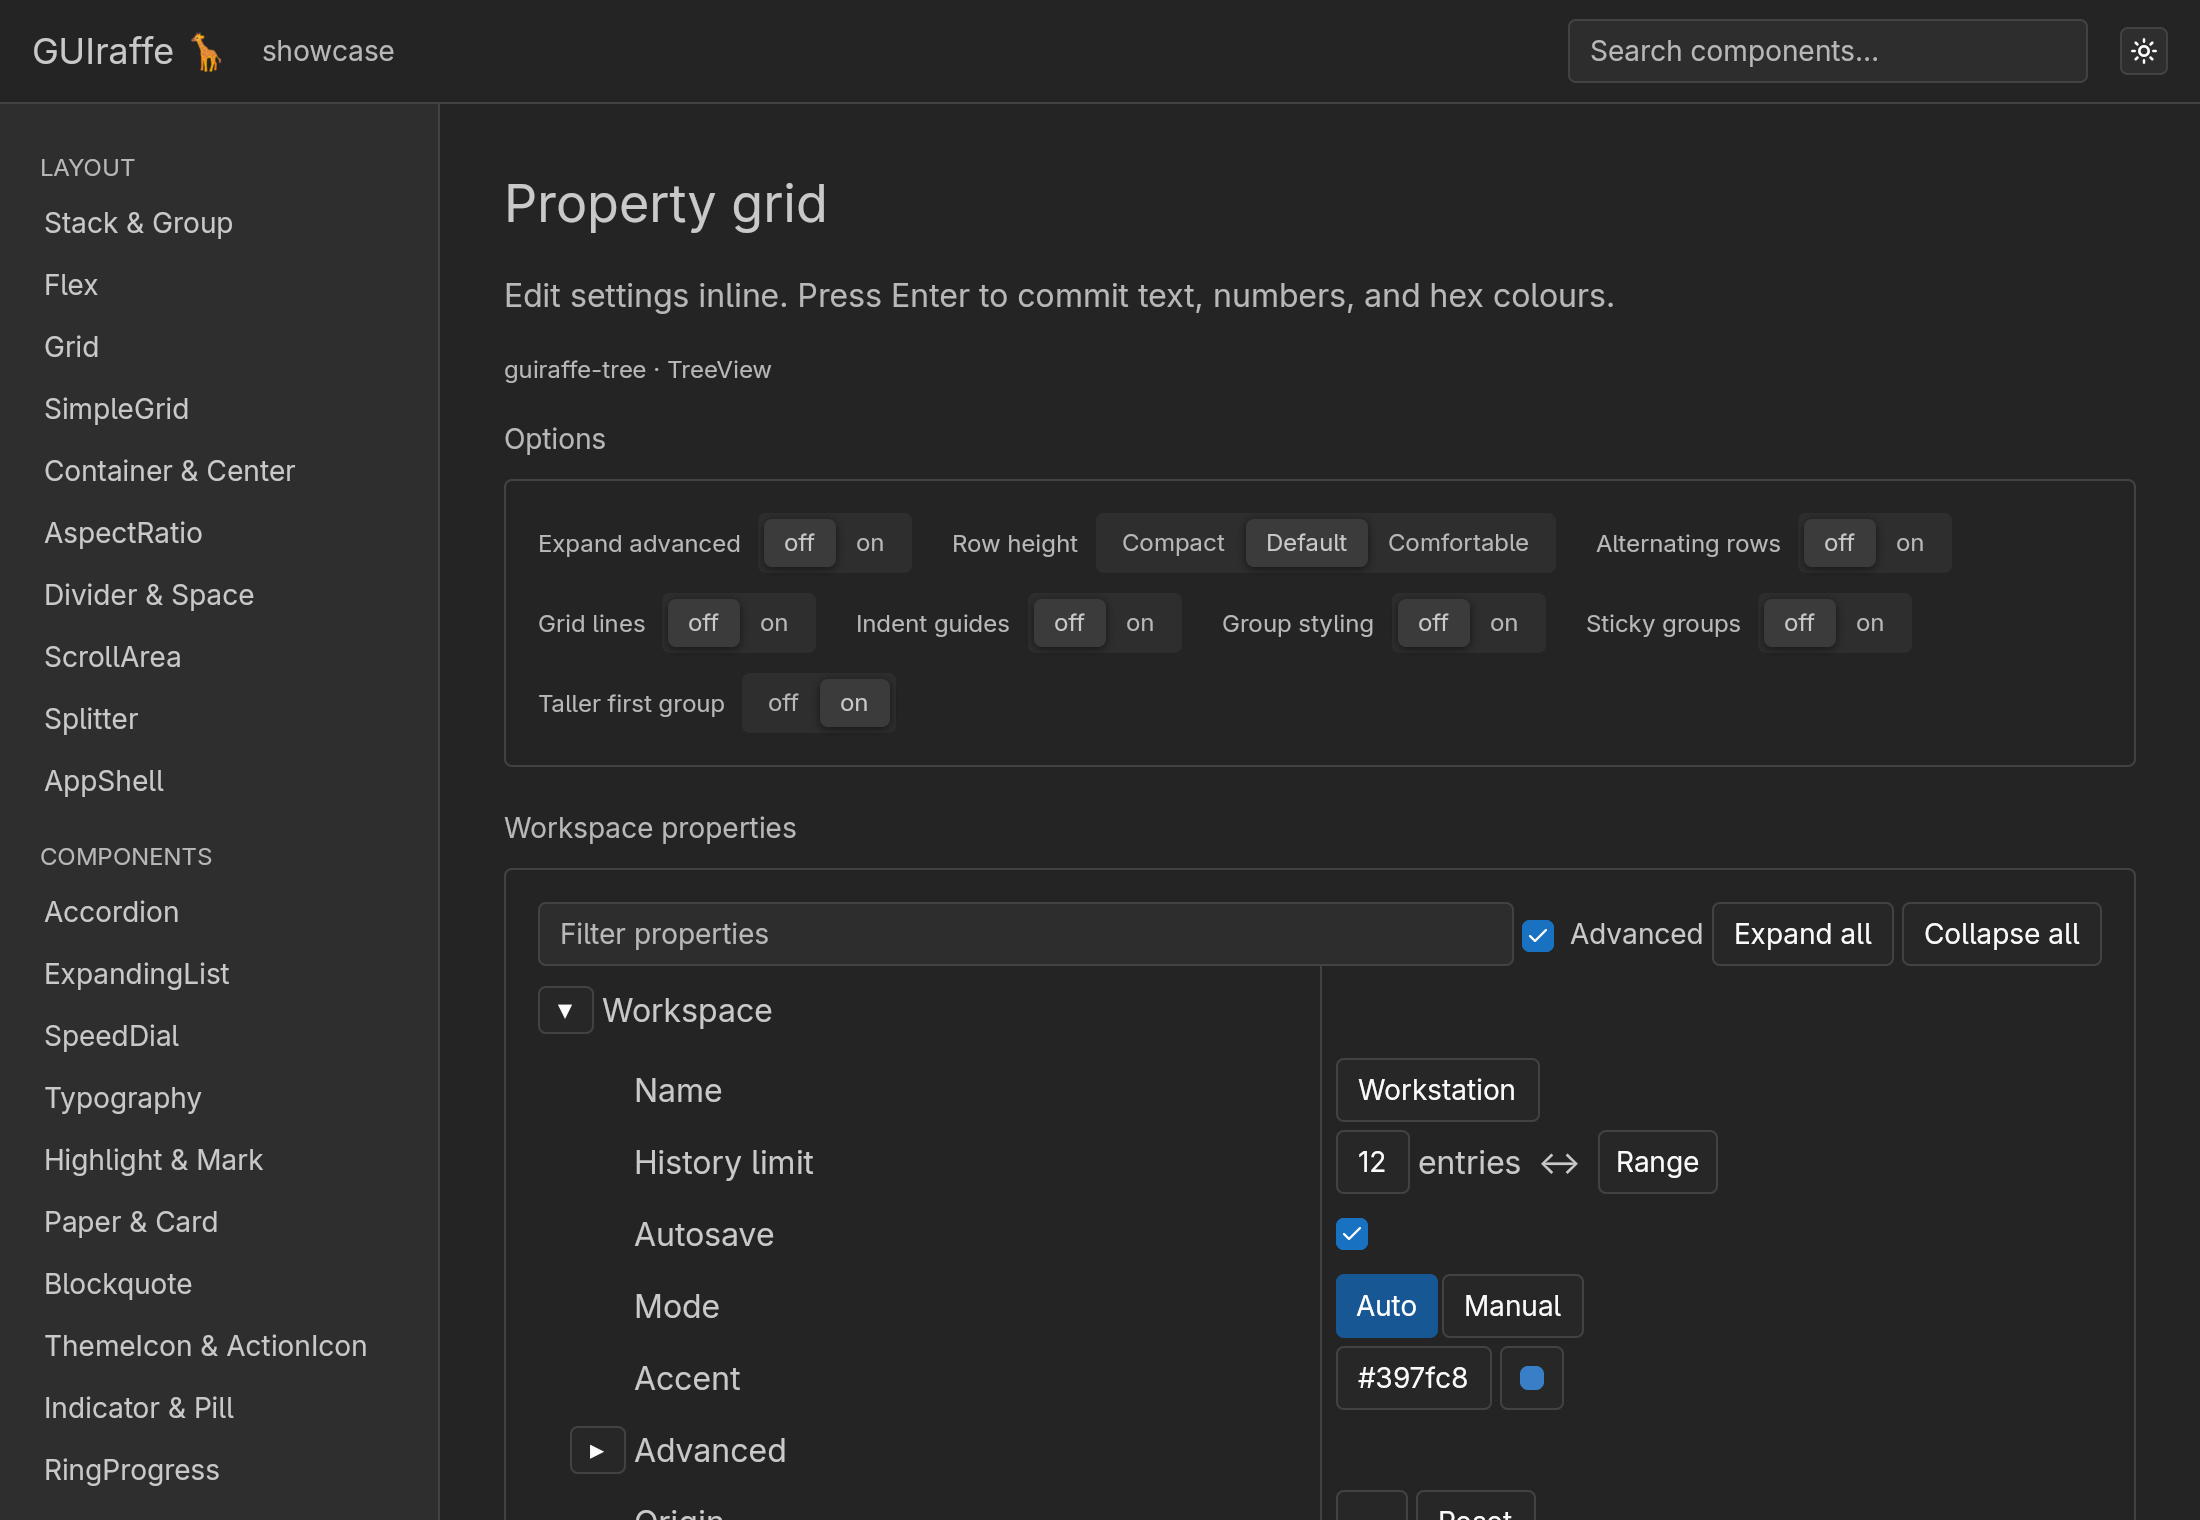 GUIraffe 🦒 showcase Search components...
LAYOUT
Stack & Group
Flex
Grid
SimpleGrid
Container & Center
AspectRatio
Divider & Space
ScrollArea
Splitter
AppShell
COMPONENTS
Accordion
ExpandingList
SpeedDial
Typography
Highlight & Mark
Paper & Card
Blockquote
ThemeIcon & ActionIcon
Indicator & Pill
RingProgress
Property grid
Edit settings inline. Press Enter to commit text, numbers, and hex colours.
guiraffe-tree · TreeView
Options
Expand advanced off on Row height Compact Default Comfortable Alternating rows off on
Grid lines off on Indent guides off on Group styling off on Sticky groups off on
Taller first group off on
Workspace properties
Filter properties Advanced Expand all Collapse all
▼ Workspace
Name Workstation
History limit 12 entries ↔ Range
Autosave
Mode Auto Manual
Accent #397fc8
▶ Advanced
Origin Reset